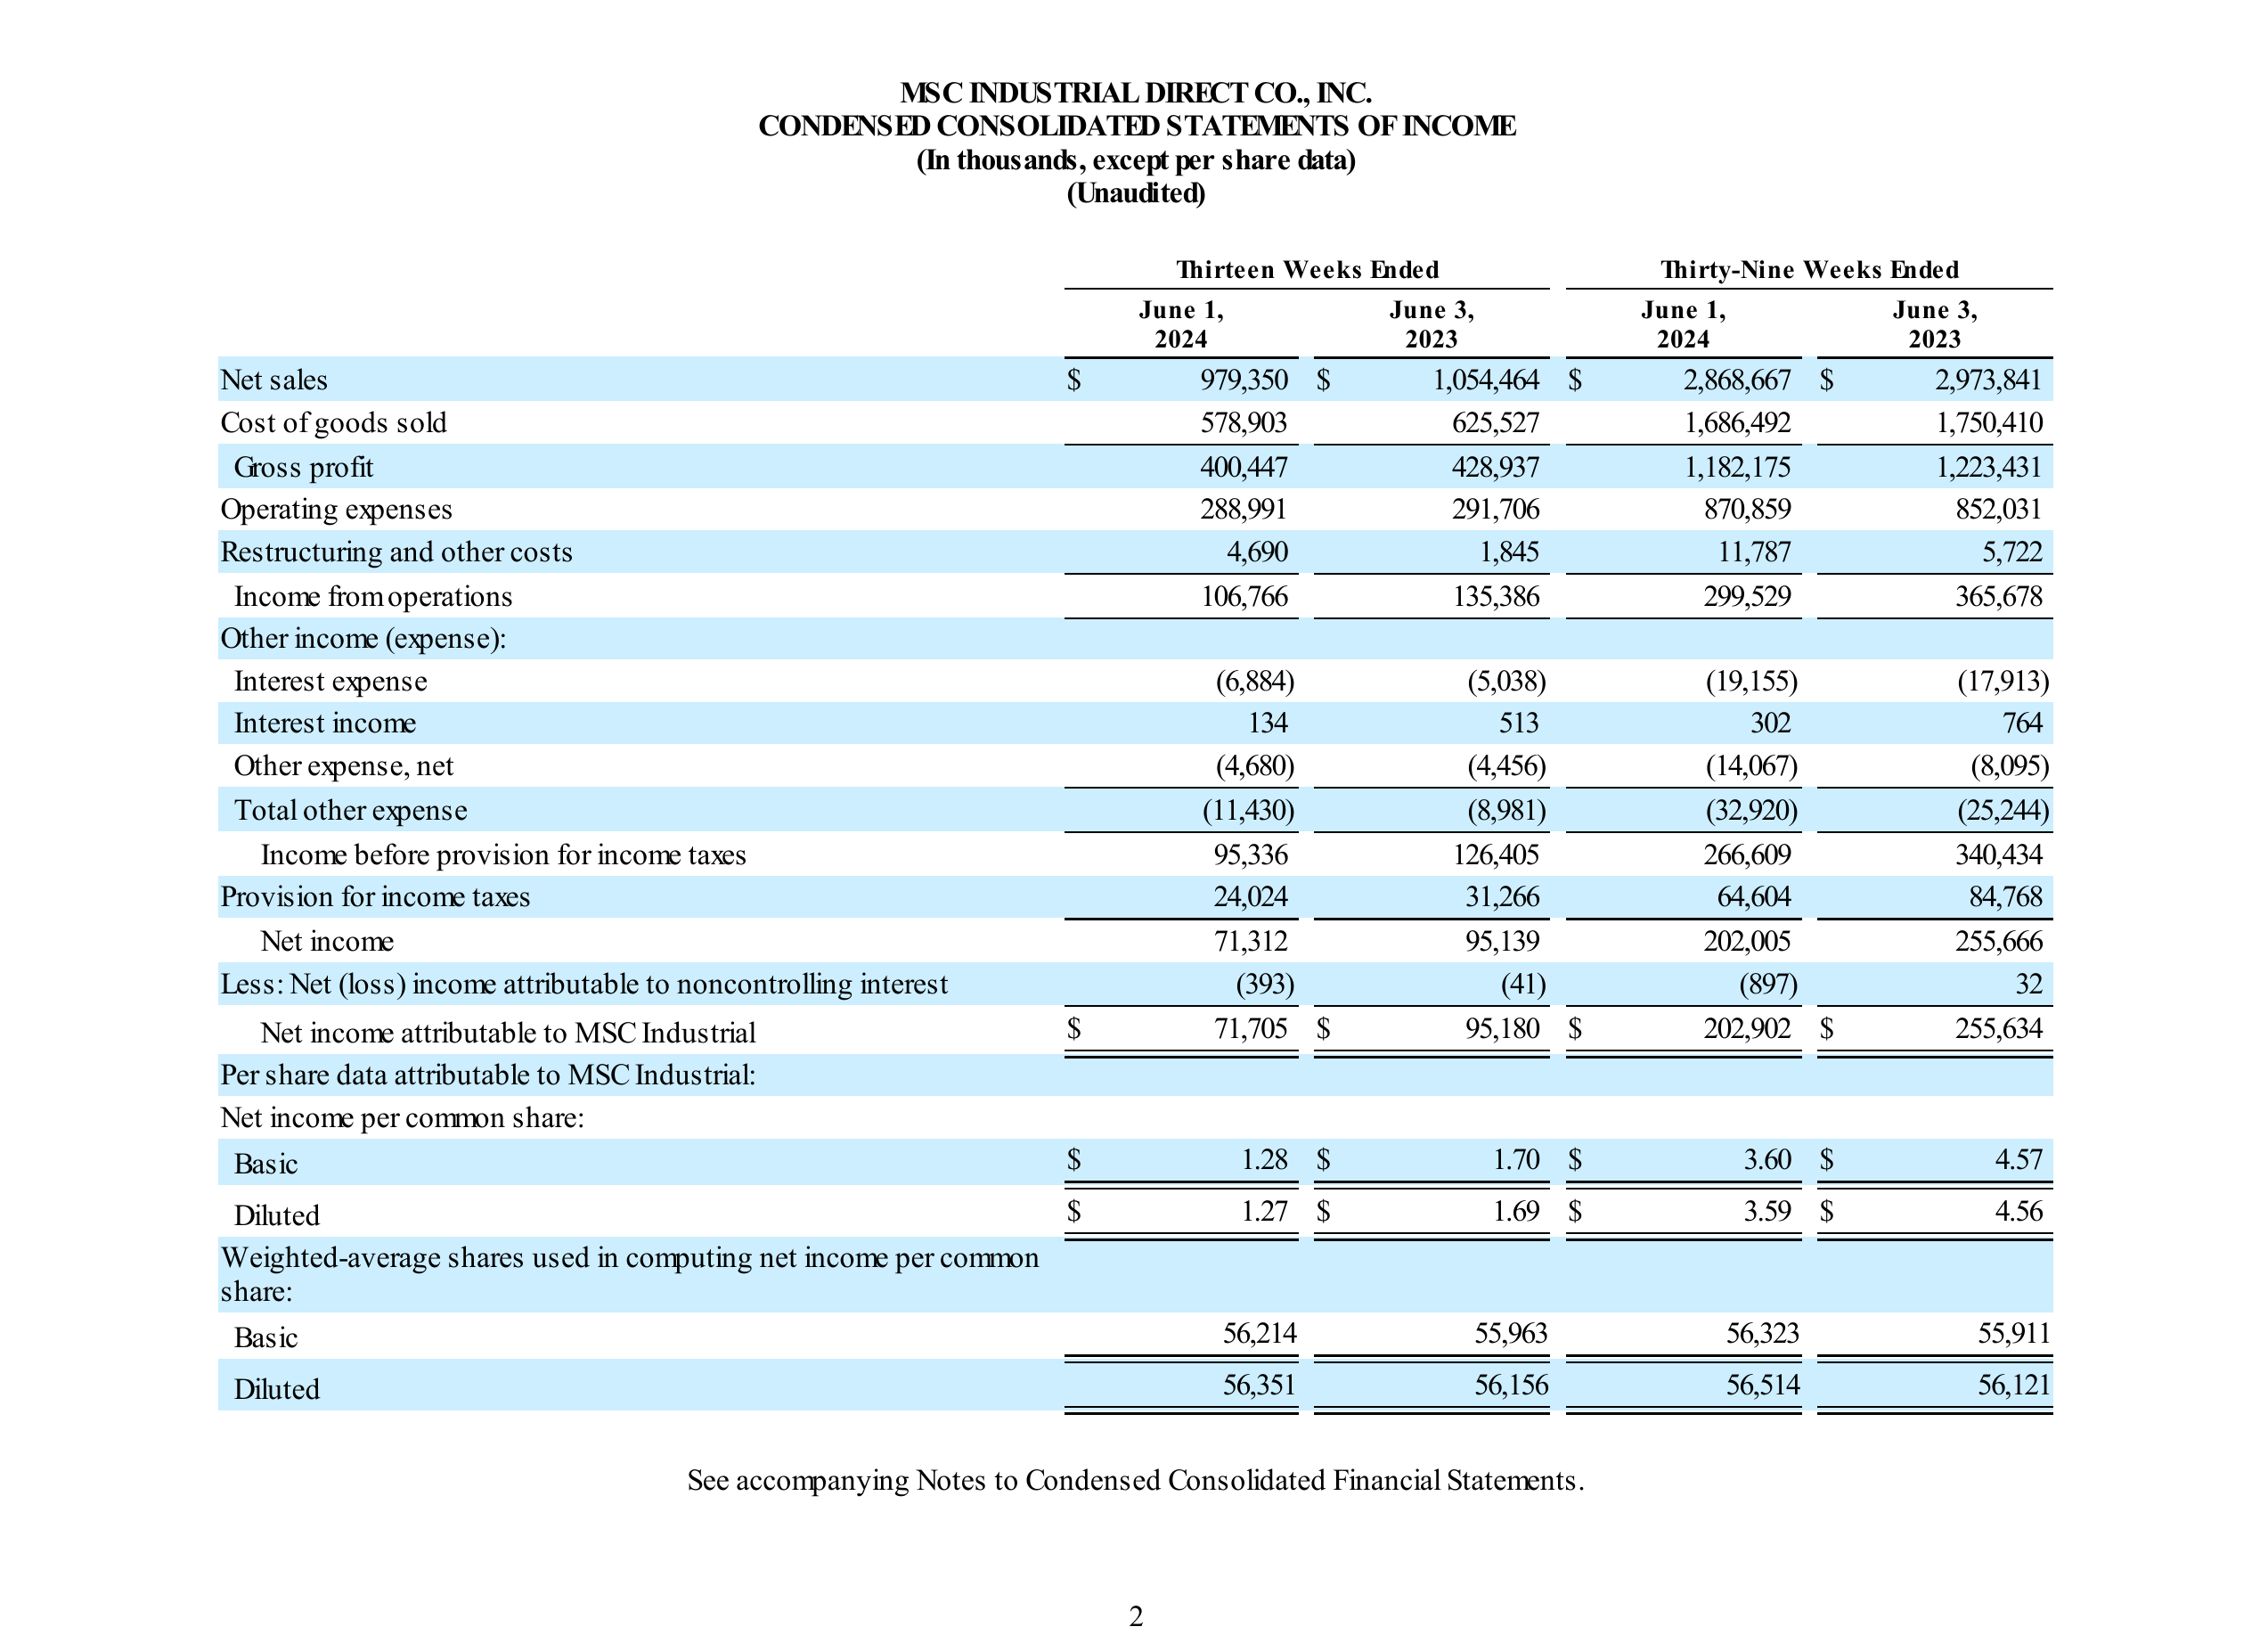 MSC INDUSTRIAL DIRECT CO., INC.
CONDENSED CONSOLIDATED STATEMENTS OF INCOME
(In thousands, except per share data)
(Unaudited)
Thirteen Weeks Ended Thirty-Nine Weeks Ended
June 1, June 3, June 1, June 3,
2024 2023 2024 2023
Net sales $ 979,350 $ 1,054,464 $ 2,868,667 $ 2,973,841
Cost of goods sold 578,903 625,527 1,686,492 1,750,410
Gross profit 400,447 428,937 1,182,175 1,223,431
Operating expenses 288,991 291,706 870,859 852,031
Restructuring and other costs 4,690 1,845 11,787 5,722
Income from operations 106,766 135,386 299,529 365,678
Other income (expense):
Interest expense (6,884) (5,038) (19,155) (17,913)
Interest income 134 513 302 764
Other expense, net (4,680) (4,456) (14,067) (8,095)
Total other expense (11,430) (8,981) (32,920) (25,244)
Income before provision for income taxes 95,336 126,405 266,609 340,434
Provision for income taxes 24,024 31,266 64,604 84,768
Net income 71,312 95,139 202,005 255,666
Less: Net (loss) income attributable to noncontrolling interest (393) (41) (897) 32
Net income attributable to MSC Industrial $ 71,705 $ 95,180 $ 202,902 $ 255,634
Per share data attributable to MSC Industrial:
Net income per common share:
Basic $ 1.28 $ 1.70 $ 3.60 $ 4.57
Diluted $ 1.27 $ 1.69 $ 3.59 $ 4.56
Weighted-average shares used in computing net income per common
share:
Basic 56,214 55,963 56,323 55,911
Diluted 56,351 56,156 56,514 56,121
See accompanying Notes to Condensed Consolidated Financial Statements.
2